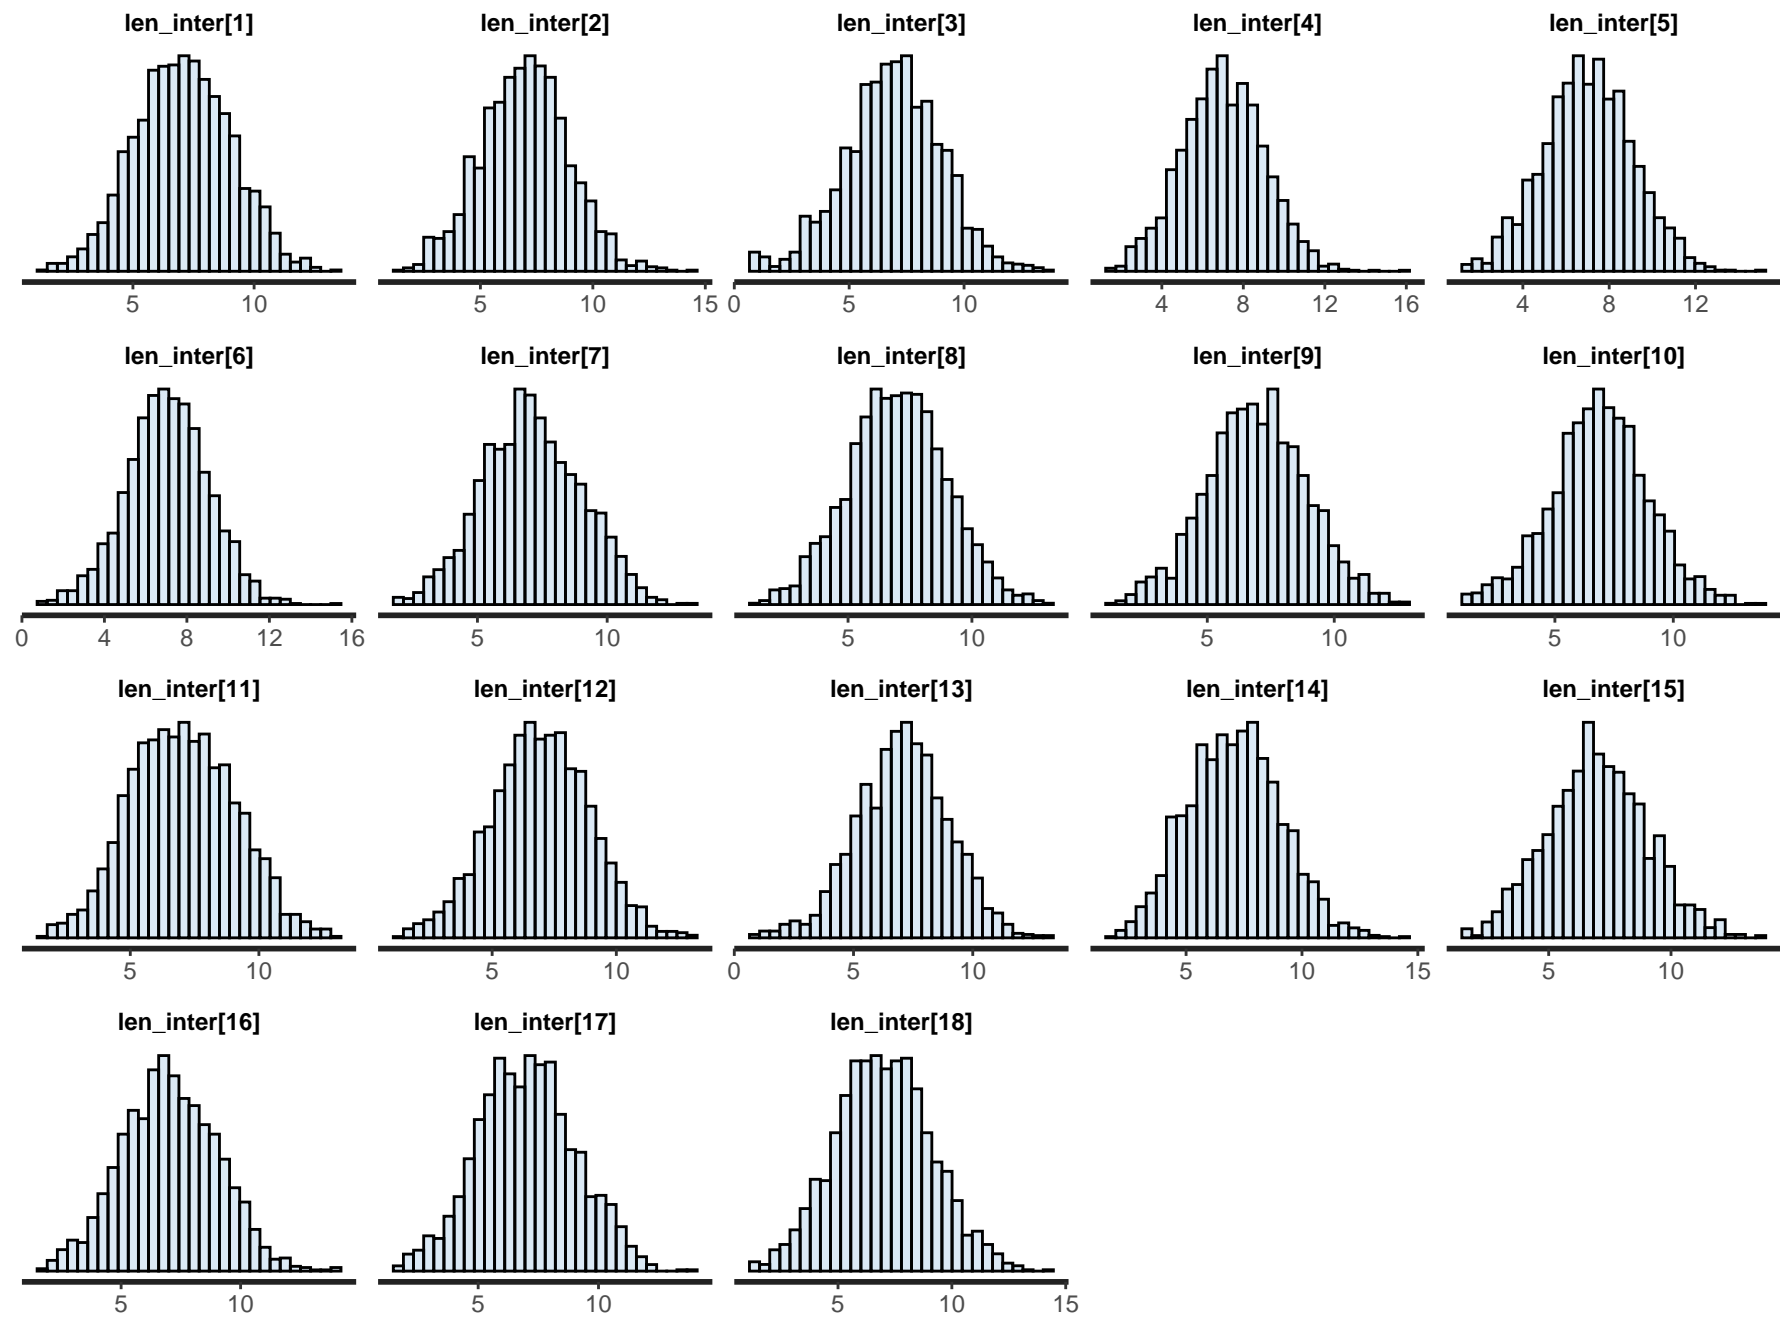 len_inter[1] len_inter[2] len_inter[3] len_inter[4] len_inter[5]
5 10 5 10 15 0 5 10 4 8 12 16 4 8 12
len_inter[6] len_inter[7] len_inter[8] len_inter[9] len_inter[10]
0 4 8 12 16 5 10 5 10 5 10 5 10
len_inter[11] len_inter[12] len_inter[13] len_inter[14] len_inter[15]
5 10 5 10 0 5 10 5 10 15 5 10
len_inter[16] len_inter[17] len_inter[18]
5 10 5 10 5 10 15